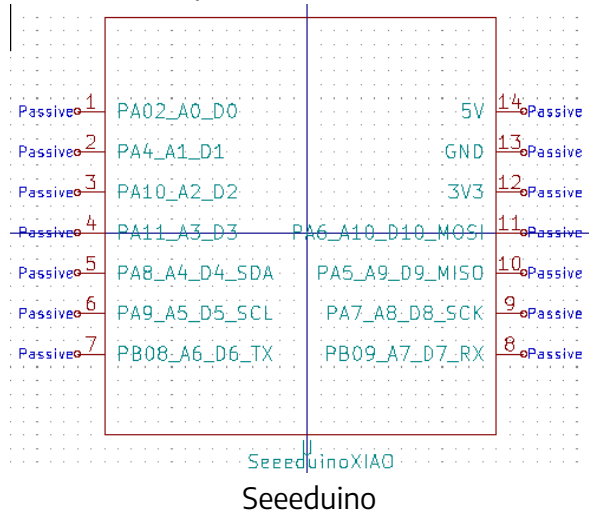 Passive 1 PA02_A0_D0 5V 14 Passive
Passive 2 PA4_A1_D1 GND 13 Passive
Passive 3 PA10_A2_D2 3V3 12 Passive
Passive 4 PA11_A3_D3 PA6_A10_D10_MOSI 11 Passive
Passive 5 PA8_A4_D4_SDA PA5_A9_D9_MISO 10 Passive
Passive 6 PA9_A5_D5_SCL PA7_A8_D8_SCK 9 Passive
Passive 7 PB08_A6_D6_TX PB09_A7_D7_RX 8 Passive
U
SeeeduinoXIAO
Seeeduino